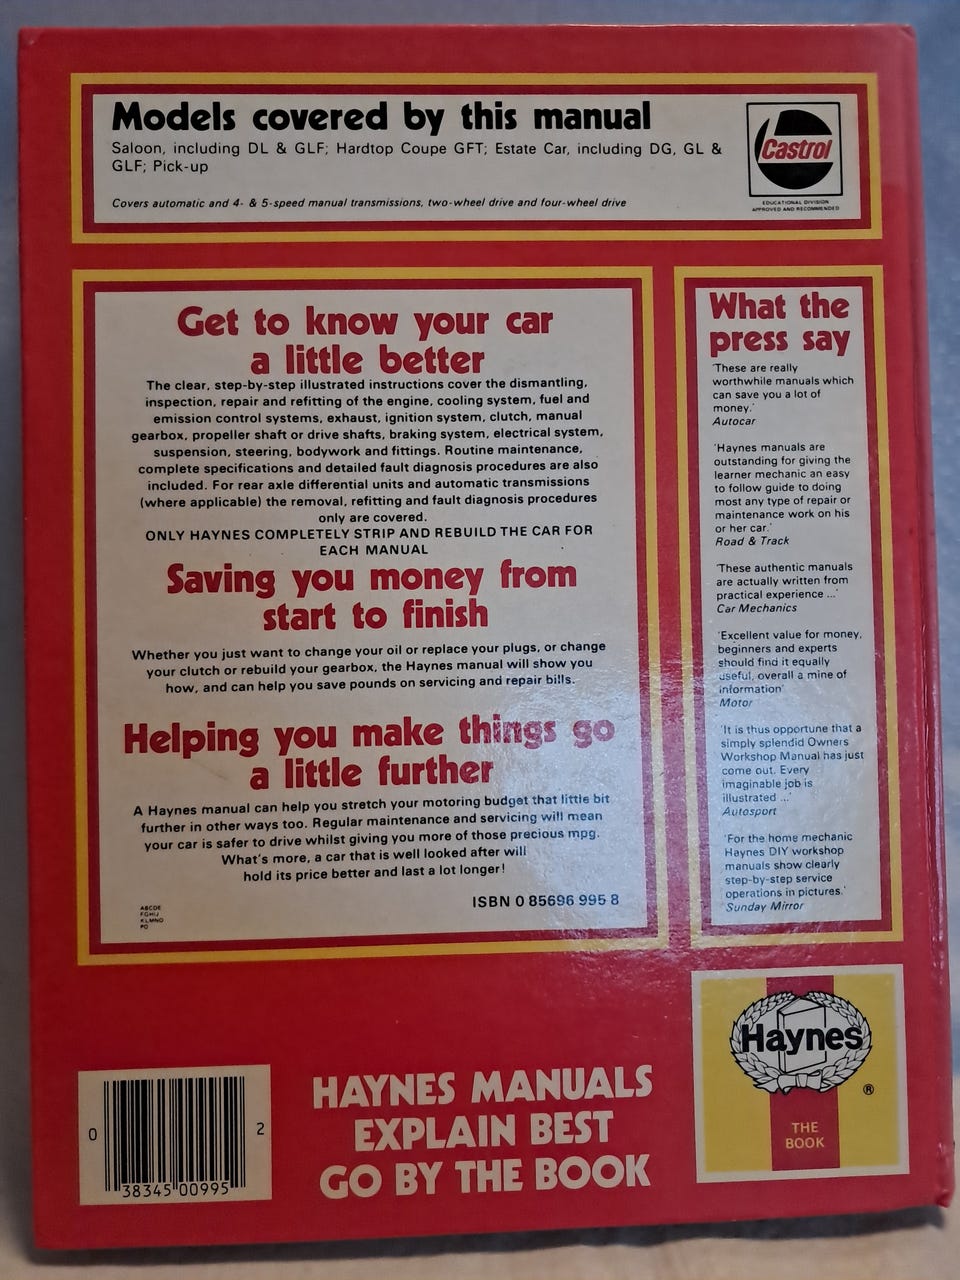 Models covered by this manual
Saloon, including DL & GLF; Hardtop Coupe GFT; Estate Car, including DG, GL &
GLF; Pick-up
Covers automatic and 4- & 5-speed manual transmissions, two-wheel drive and four-wheel drive
Castrol
EDUCATIONAL DIVISION
APPROVED AND RECOMMENDED
Get to know your car
a little better
The clear, step-by-step illustrated instructions cover the dismantling,
inspection, repair and refitting of the engine, cooling system, fuel and
emission control systems, exhaust, ignition system, clutch, manual
gearbox, propeller shaft or drive shafts, braking system, electrical system,
suspension, steering, bodywork and fittings. Routine maintenance,
complete specifications and detailed fault diagnosis procedures are also
included. For rear axle differential units and automatic transmissions
(where applicable) the removal, refitting and fault diagnosis procedures
only are covered.
ONLY HAYNES COMPLETELY STRIP AND REBUILD THE CAR FOR
EACH MANUAL
Saving you money from
start to finish
Whether you just want to change your oil or replace your plugs, or change
your clutch or rebuild your gearbox, the Haynes manual will show you
how, and can help you save pounds on servicing and repair bills.
Helping you make things go
a little further
A Haynes manual can help you stretch your motoring budget that little bit
further in other ways too. Regular maintenance and servicing will mean
your car is safer to drive whilst giving you more of those precious mpg.
What's more, a car that is well looked after will
hold its price better and last a lot longer!
ABCDE
FGHIJ
KLMNO
PQ
ISBN 0 85696 995 8
What the
press say
'These are really
worthwhile manuals which
can save you a lot of
money.'
Autocar
'Haynes manuals are
outstanding for giving the
learner mechanic an easy
to follow guide to doing
most any type of repair or
maintenance work on his
or her car.'
Road & Track
'These authentic manuals
are actually written from
practical experience ...'
Car Mechanics
'Excellent value for money,
beginners and experts
should find it equally
useful, overall a mine of
information'
Motor
'It is thus opportune that a
simply splendid Owners
Workshop Manual has just
come out. Every
imaginable job is
illustrated ...'
Autosport
'For the home mechanic
Haynes DIY workshop
manuals show clearly
step-by-step service
operations in pictures.'
Sunday Mirror
0 38345 00995 2
HAYNES MANUALS
EXPLAIN BEST
GO BY THE BOOK
Haynes
®
THE
BOOK